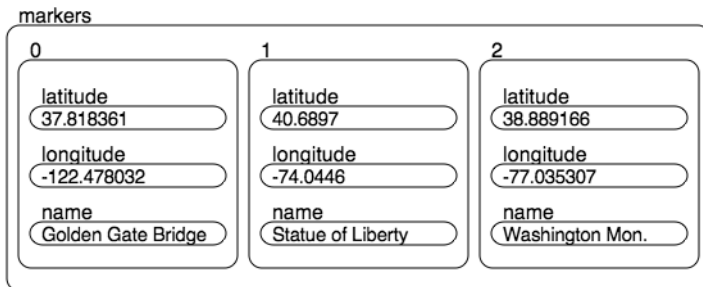 markers
0
latitude
37.818361
longitude
-122.478032
name
Golden Gate Bridge
1
latitude
40.6897
longitude
-74.0446
name
Statue of Liberty
2
latitude
38.889166
longitude
-77.035307
name
Washington Mon.